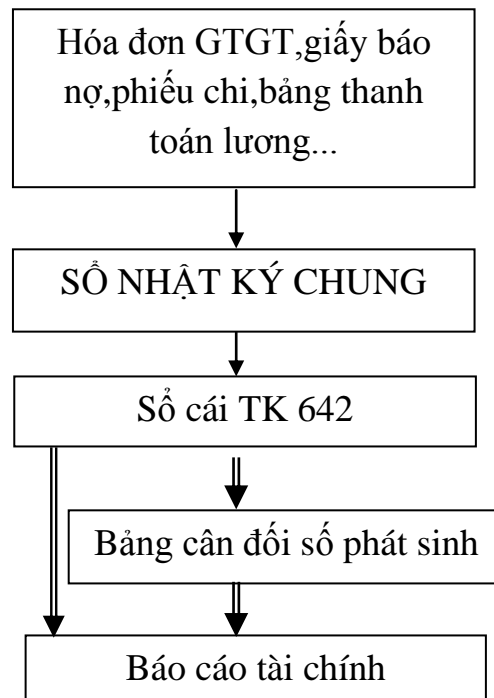 Hóa đơn GTGT,giấy báo
nợ,phiếu chi,bảng thanh
toán lương...
SỔ NHẬT KÝ CHUNG
Sổ cái TK 642
Bảng cân đối số phát sinh
Báo cáo tài chính